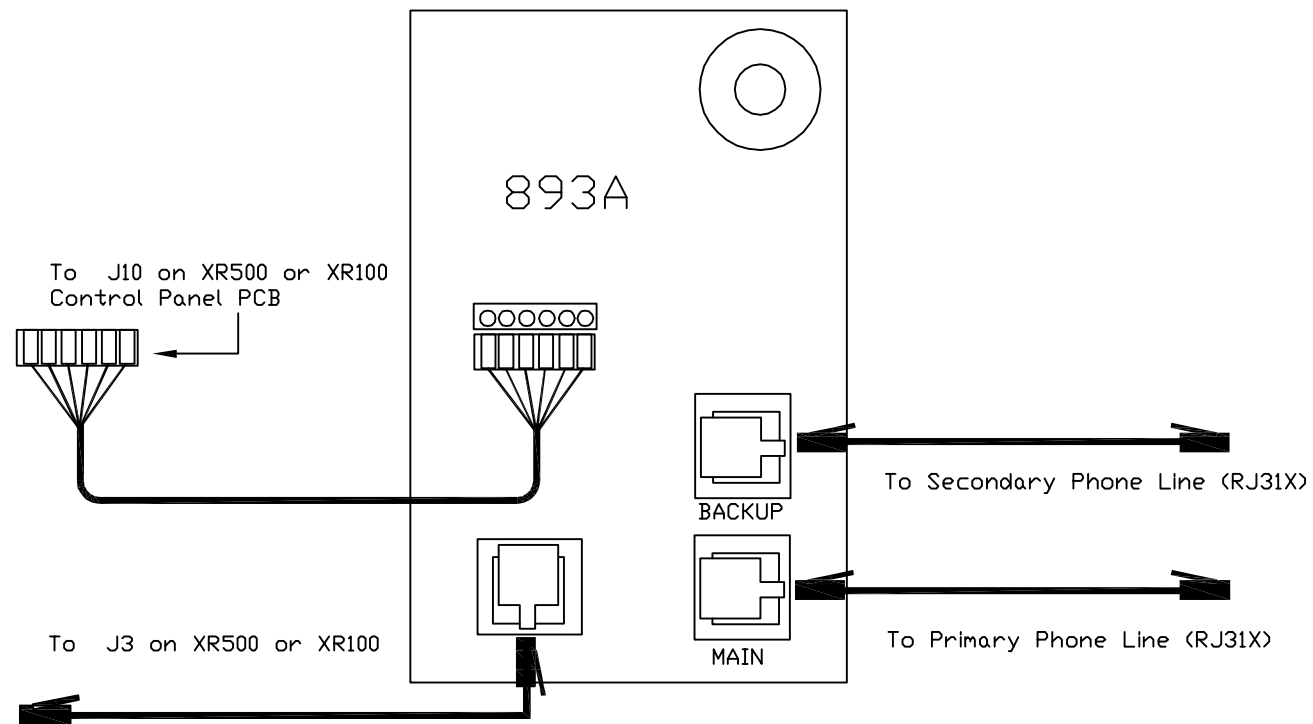 893A
To J10 on XR500 or XR100
Control Panel PCB
To Secondary Phone Line (RJ31X)
BACKUP
To J3 on XR500 or XR100
To Primary Phone Line (RJ31X)
MAIN